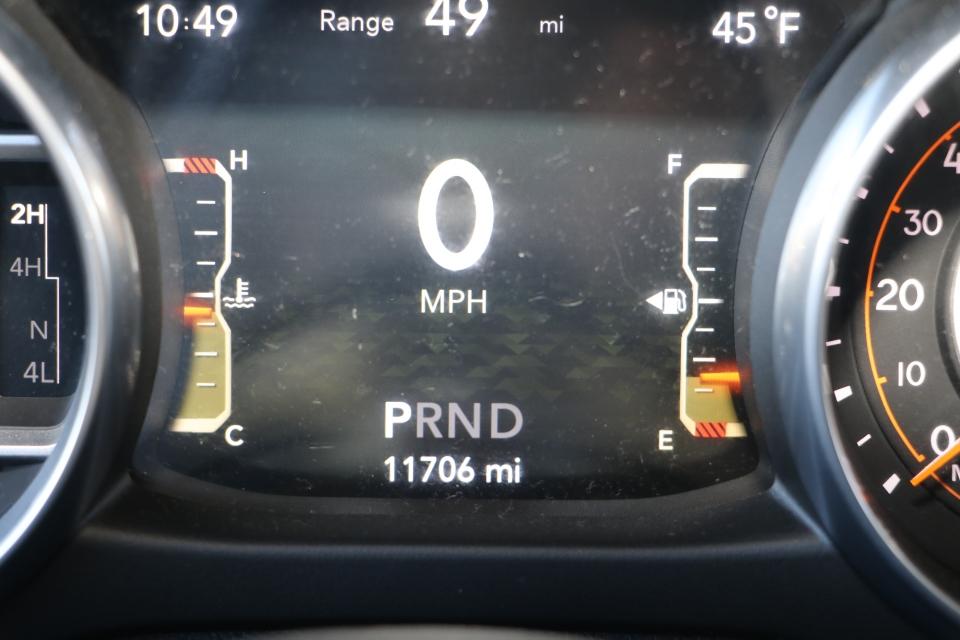 10:49 Range 49 mi 45°F
H
F
2H
4H
N
4L
0
MPH
C
E
PRND
11706 mi
30
20
10
0